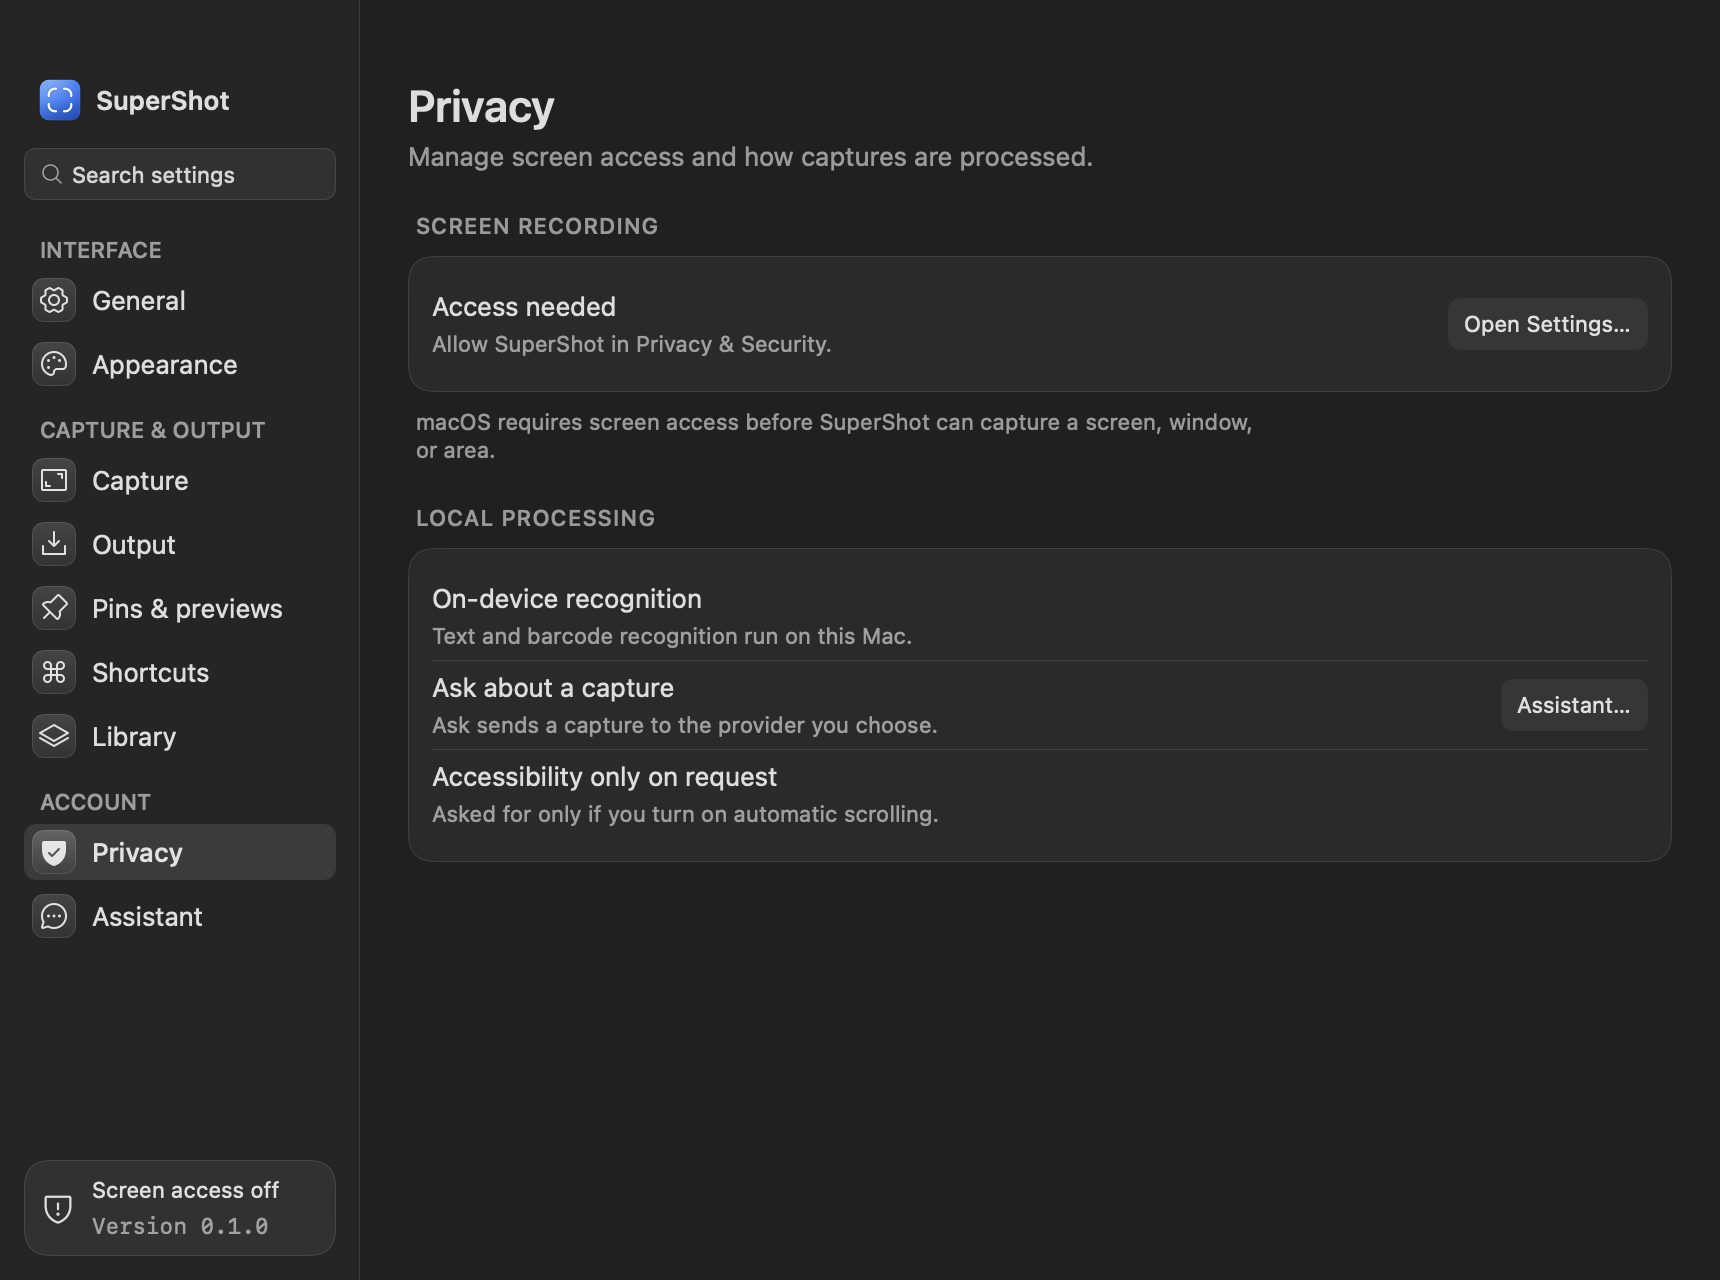 SuperShot
Search settings
INTERFACE
General
Appearance
CAPTURE & OUTPUT
Capture
Output
Pins & previews
Shortcuts
Library
ACCOUNT
Privacy
Assistant
Screen access off
Version 0.1.0
Privacy
Manage screen access and how captures are processed.
SCREEN RECORDING
Access needed
Allow SuperShot in Privacy & Security.
Open Settings...
macOS requires screen access before SuperShot can capture a screen, window,
or area.
LOCAL PROCESSING
On-device recognition
Text and barcode recognition run on this Mac.
Ask about a capture
Ask sends a capture to the provider you choose.
Assistant...
Accessibility only on request
Asked for only if you turn on automatic scrolling.